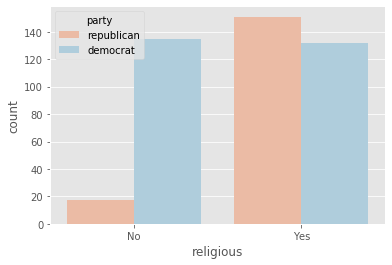 party
republican
democrat
140
120
100
80
60
40
20
0
count
No
Yes
religious